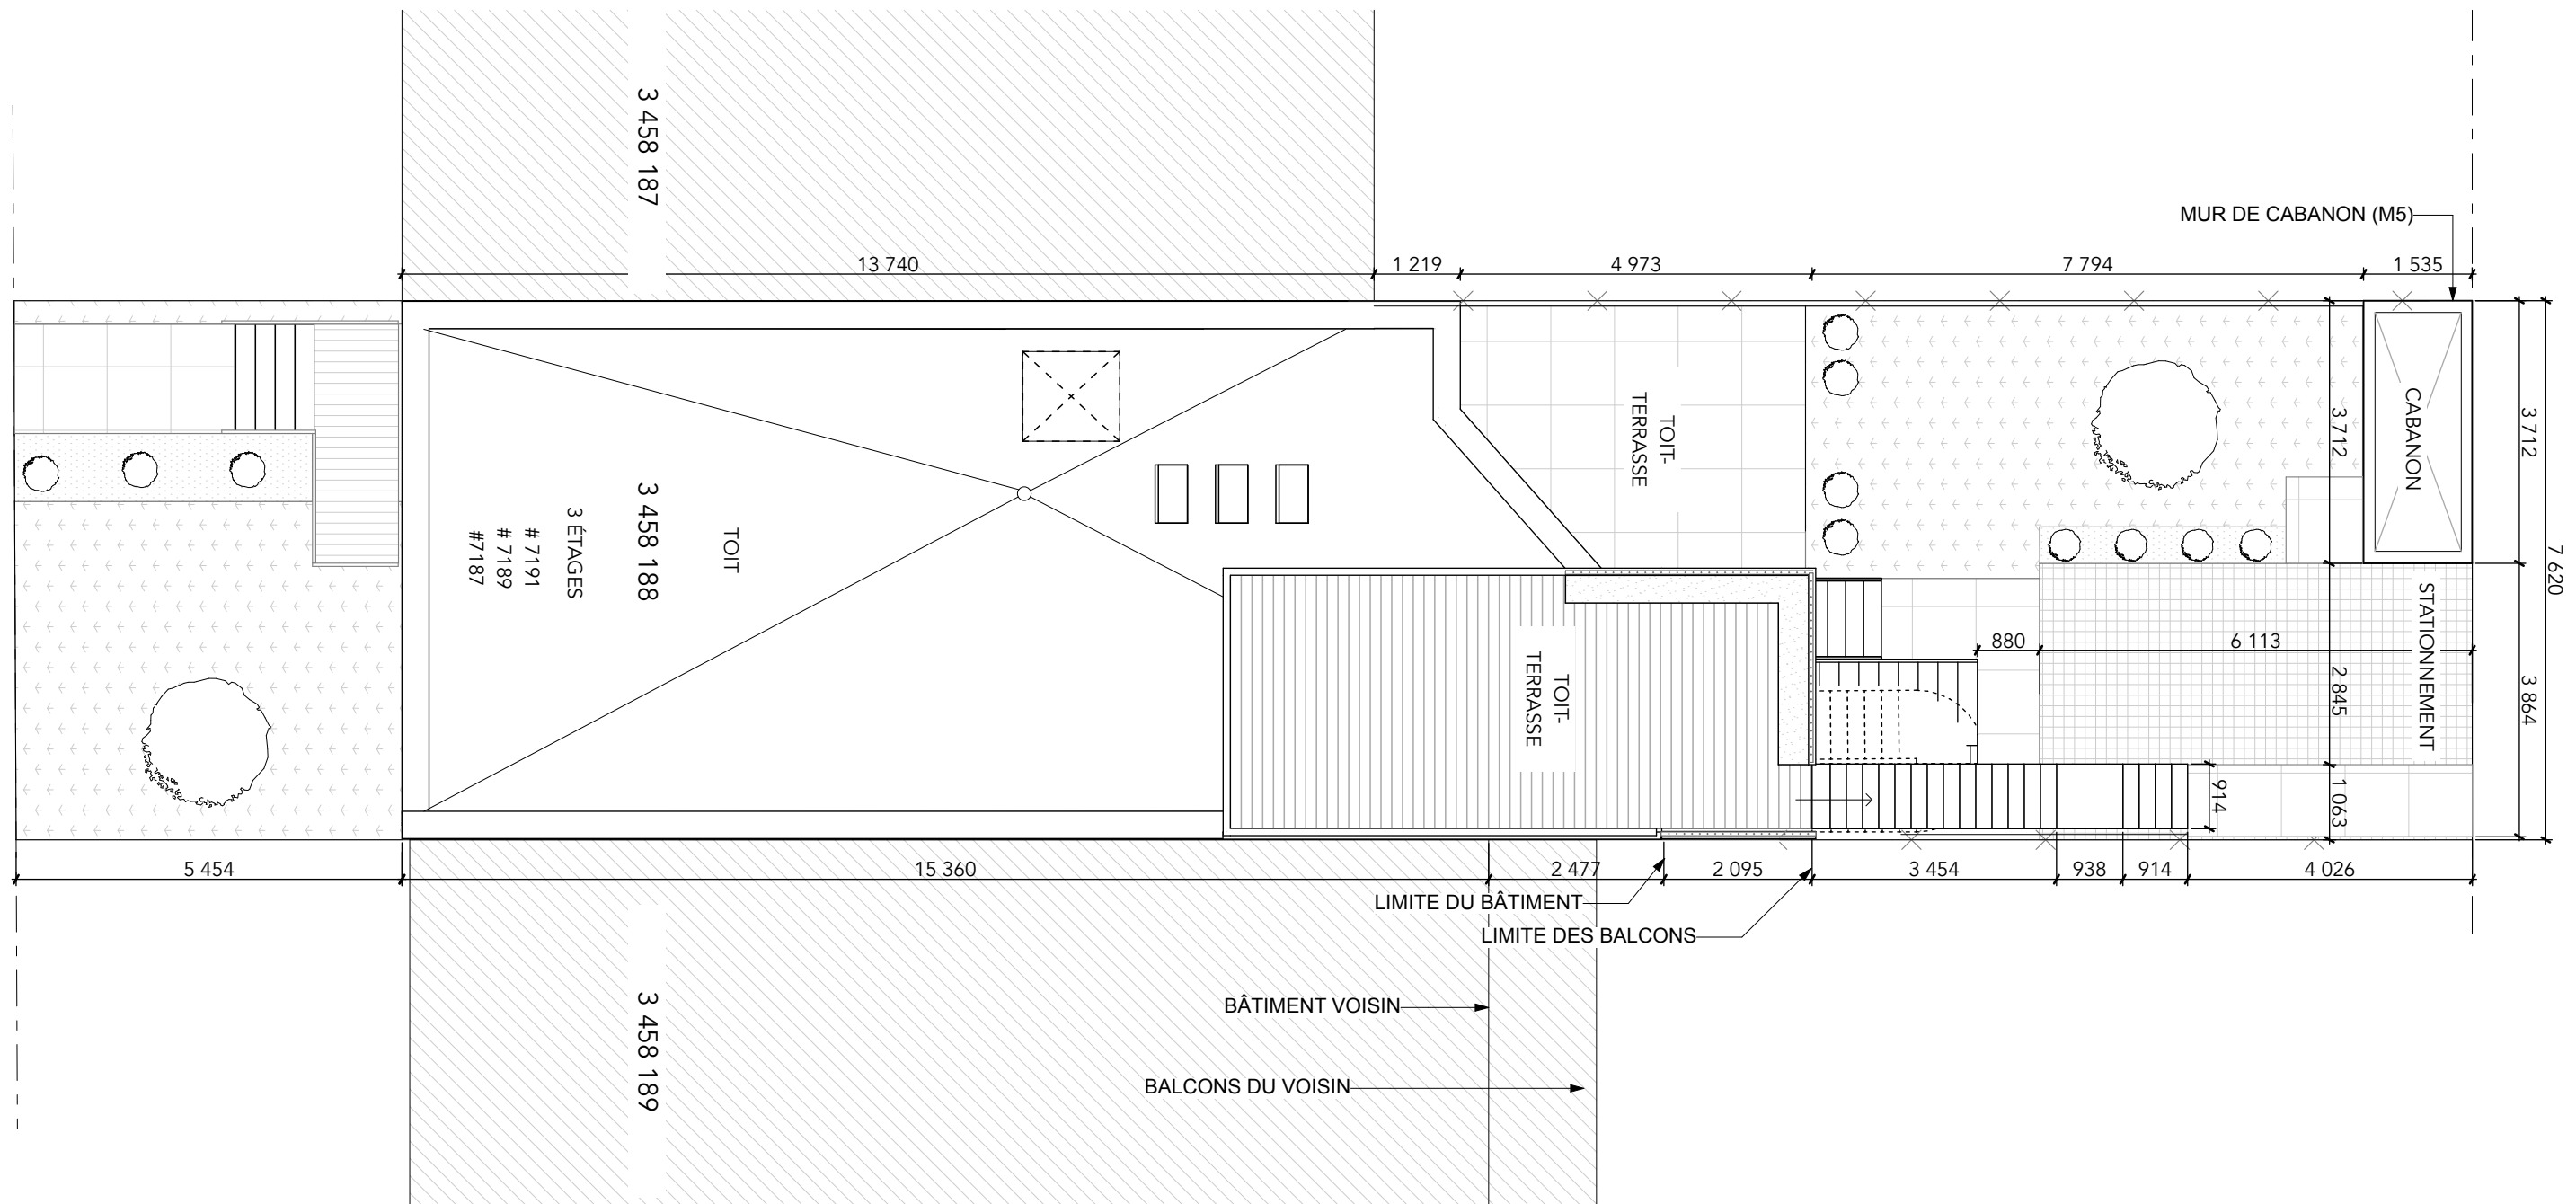 3 458 187
MUR DE CABANON (M5)
13 740
1 219
4 973
7 794
1 535
CABANON
3 712
3 712
7 620
TOIT-
TERRASSE
TOIT
3 458 188
3 ÉTAGES
# 7191
# 7189
#7187
TOIT-
TERRASSE
STATIONNEMENT
880
6 113
2 845
3 864
914
1 063
5 454
15 360
2 477
2 095
3 454
938
914
4 026
LIMITE DU BÂTIMENT
LIMITE DES BALCONS
BÂTIMENT VOISIN
BALCONS DU VOISIN
3 458 189